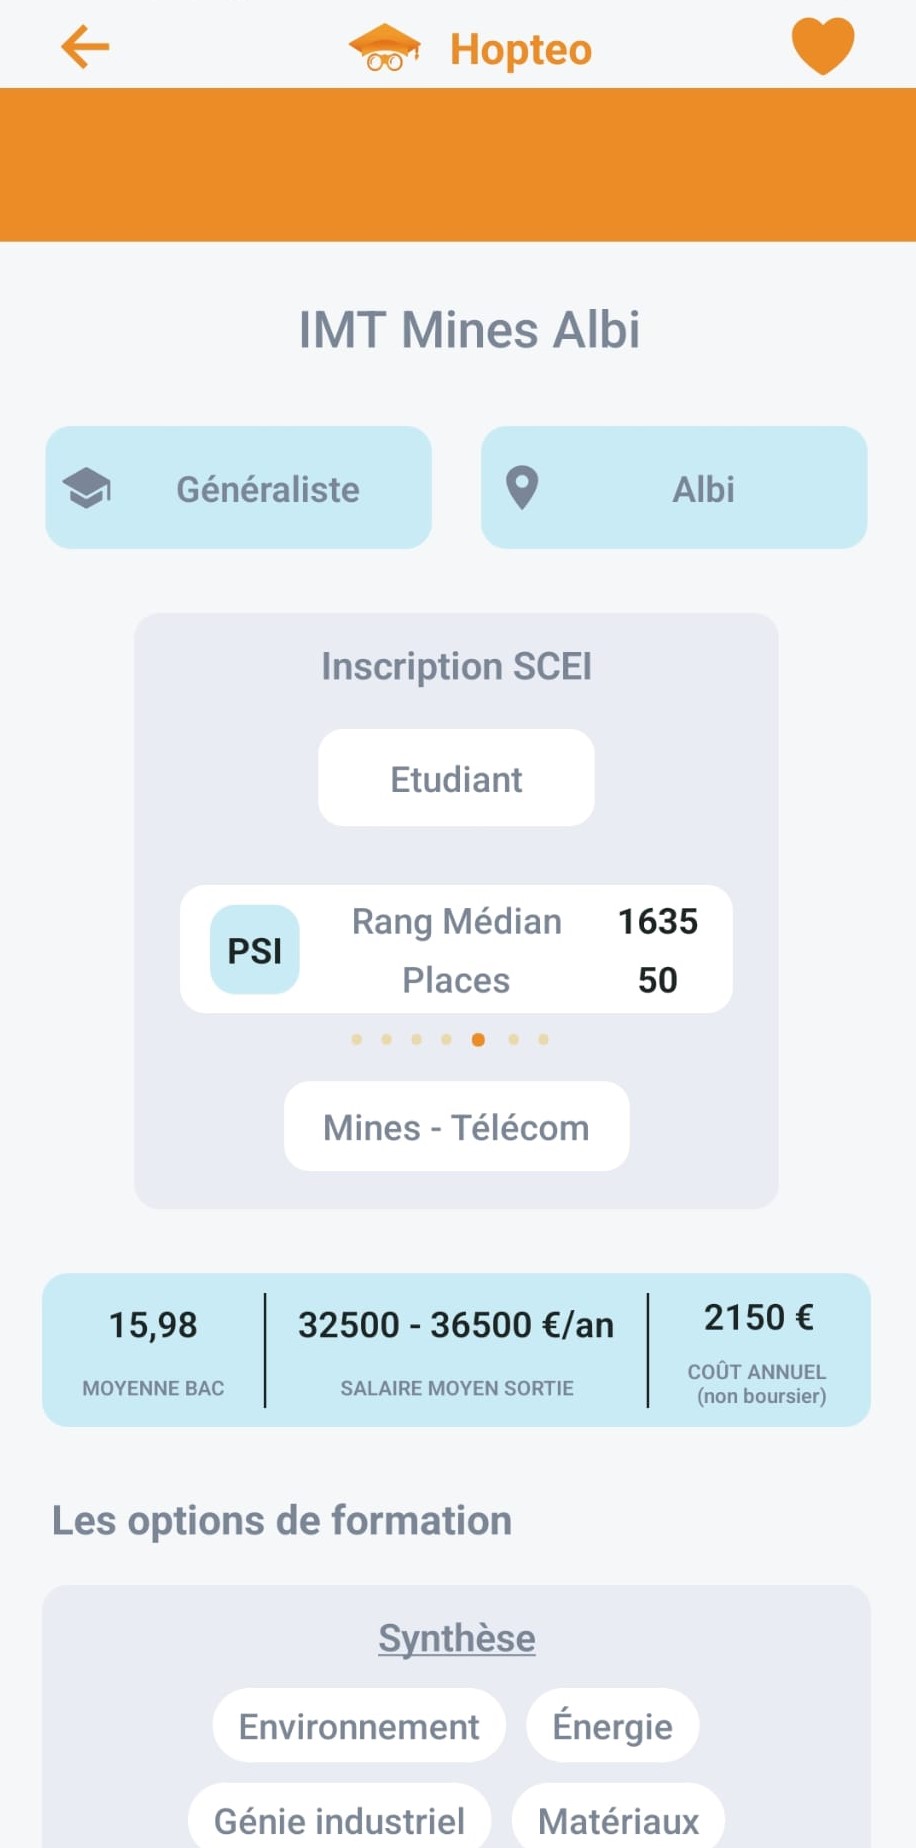 Hopteo
IMT Mines Albi
Généraliste
Albi
Inscription SCEI
Etudiant
PSI
Rang Médian 1635
Places 50
Mines - Télécom
15,98
MOYENNE BAC
32500 - 36500 €/an
SALAIRE MOYEN SORTIE
2150 €
COÛT ANNUEL
(non boursier)
Les options de formation
Synthèse
Environnement
Énergie
Génie industriel
Matériaux